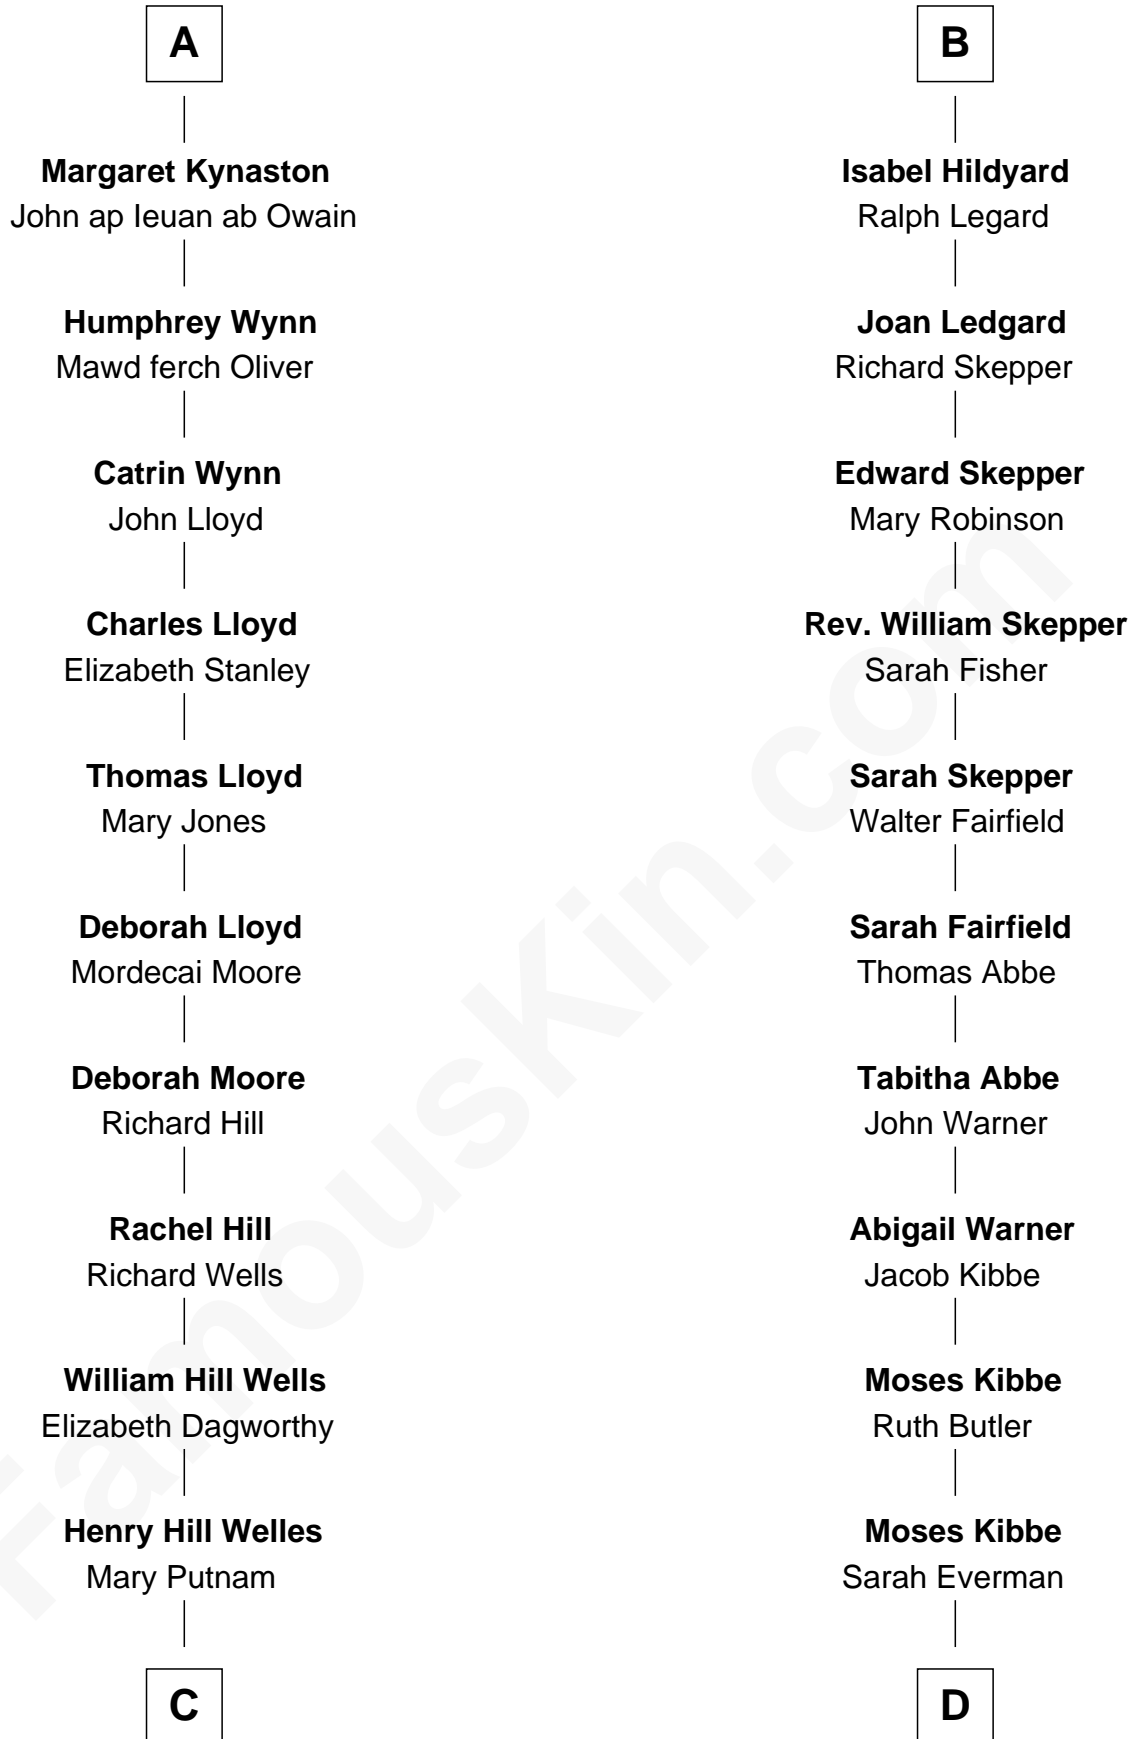 A
Margaret Kynaston
John ap Ieuan ab Owain
Humphrey Wynn
Mawd ferch Oliver
Catrin Wynn
John Lloyd
Charles Lloyd
Elizabeth Stanley
Thomas Lloyd
Mary Jones
Deborah Lloyd
Mordecai Moore
Deborah Moore
Richard Hill
Rachel Hill
Richard Wells
William Hill Wells
Elizabeth Dagworthy
Henry Hill Welles
Mary Putnam
C
B
Isabel Hildyard
Ralph Legard
Joan Ledgard
Richard Skepper
Edward Skepper
Mary Robinson
Rev. William Skepper
Sarah Fisher
Sarah Skepper
Walter Fairfield
Sarah Fairfield
Thomas Abbe
Tabitha Abbe
John Warner
Abigail Warner
Jacob Kibbe
Moses Kibbe
Ruth Butler
Moses Kibbe
Sarah Everman
D
FamousKin.com